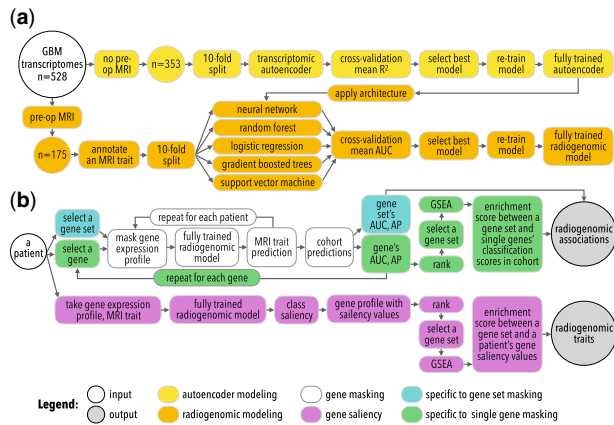 (a)
GBM
transcriptomes
n=528
no pre-
op MRI
n=353
10-fold
split
transcriptomic
autoencoder
cross-validation
mean R²
select best
model
re-train
model
fully trained
autoencoder
apply architecture
pre-op MRI
n=175
annotate
an MRI trait
10-fold
split
neural network
random forest
logistic regression
gradient boosted trees
support vector machine
cross-validation
mean AUC
select best
model
re-train
model
fully trained
radiogenomic
model
(b)
a
patient
select a
gene set
select a
gene
repeat for each patient
mask gene
expression
profile
fully trained
radiogenomic
model
MRI trait
prediction
cohort
predictions
repeat for each gene
gene
set's
AUC, AP
gene's
AUC, AP
GSEA
select a
gene set
rank
enrichment
score between a
gene set and
single genes'
classification
scores in cohort
radiogenomic
associations
take gene expression
profile, MRI trait
fully trained
radiogenomic model
class
saliency
gene profile with
sailency values
rank
select a
gene set
GSEA
enrichment
score between a
gene set and a
patient's gene
saliency values
radiogenomic
traits
Legend:
input
output
autoencoder modeling
radiogenomic modeling
gene masking
gene saliency
specific to gene set masking
specific to single gene masking